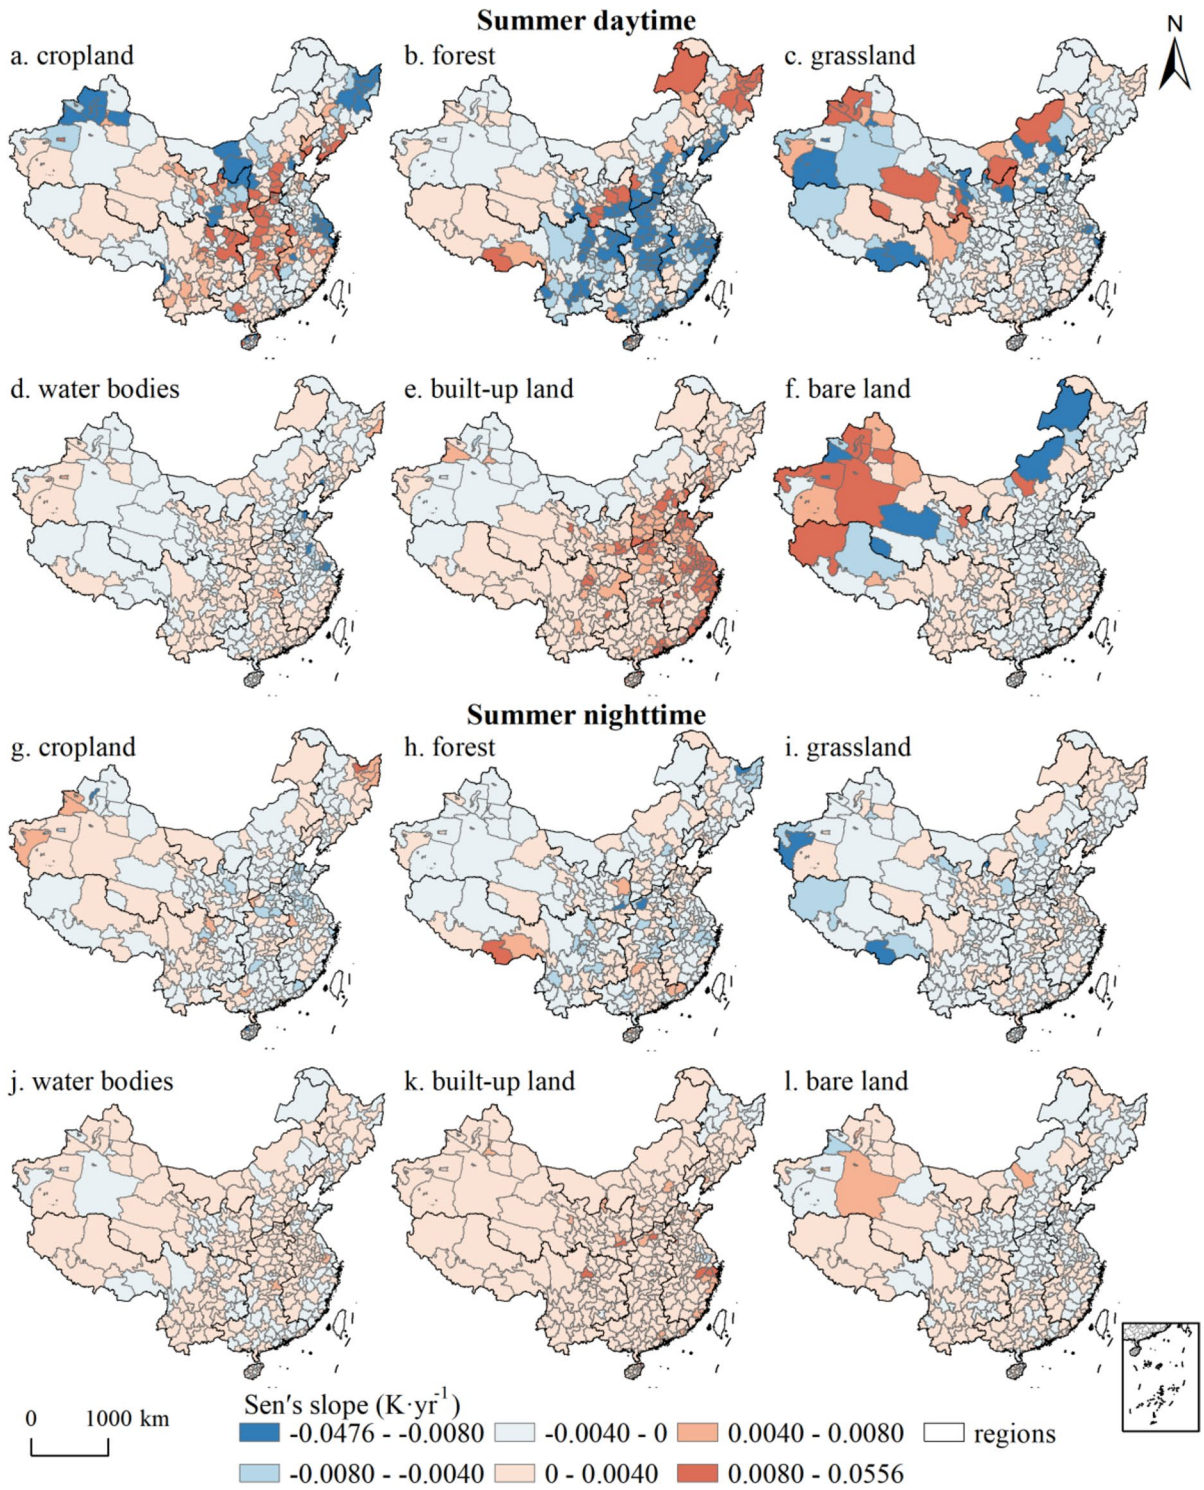 Summer daytime
N
a. cropland
b. forest
c. grassland
d. water bodies
e. built-up land
f. bare land
Summer nighttime
g. cropland
h. forest
i. grassland
j. water bodies
k. built-up land
l. bare land
Sen's slope (K·yr⁻¹)
0 1000 km
-0.0476 - -0.0080 -0.0040 - 0 0.0040 - 0.0080 regions
-0.0080 - -0.0040 0 - 0.0040 0.0080 - 0.0556